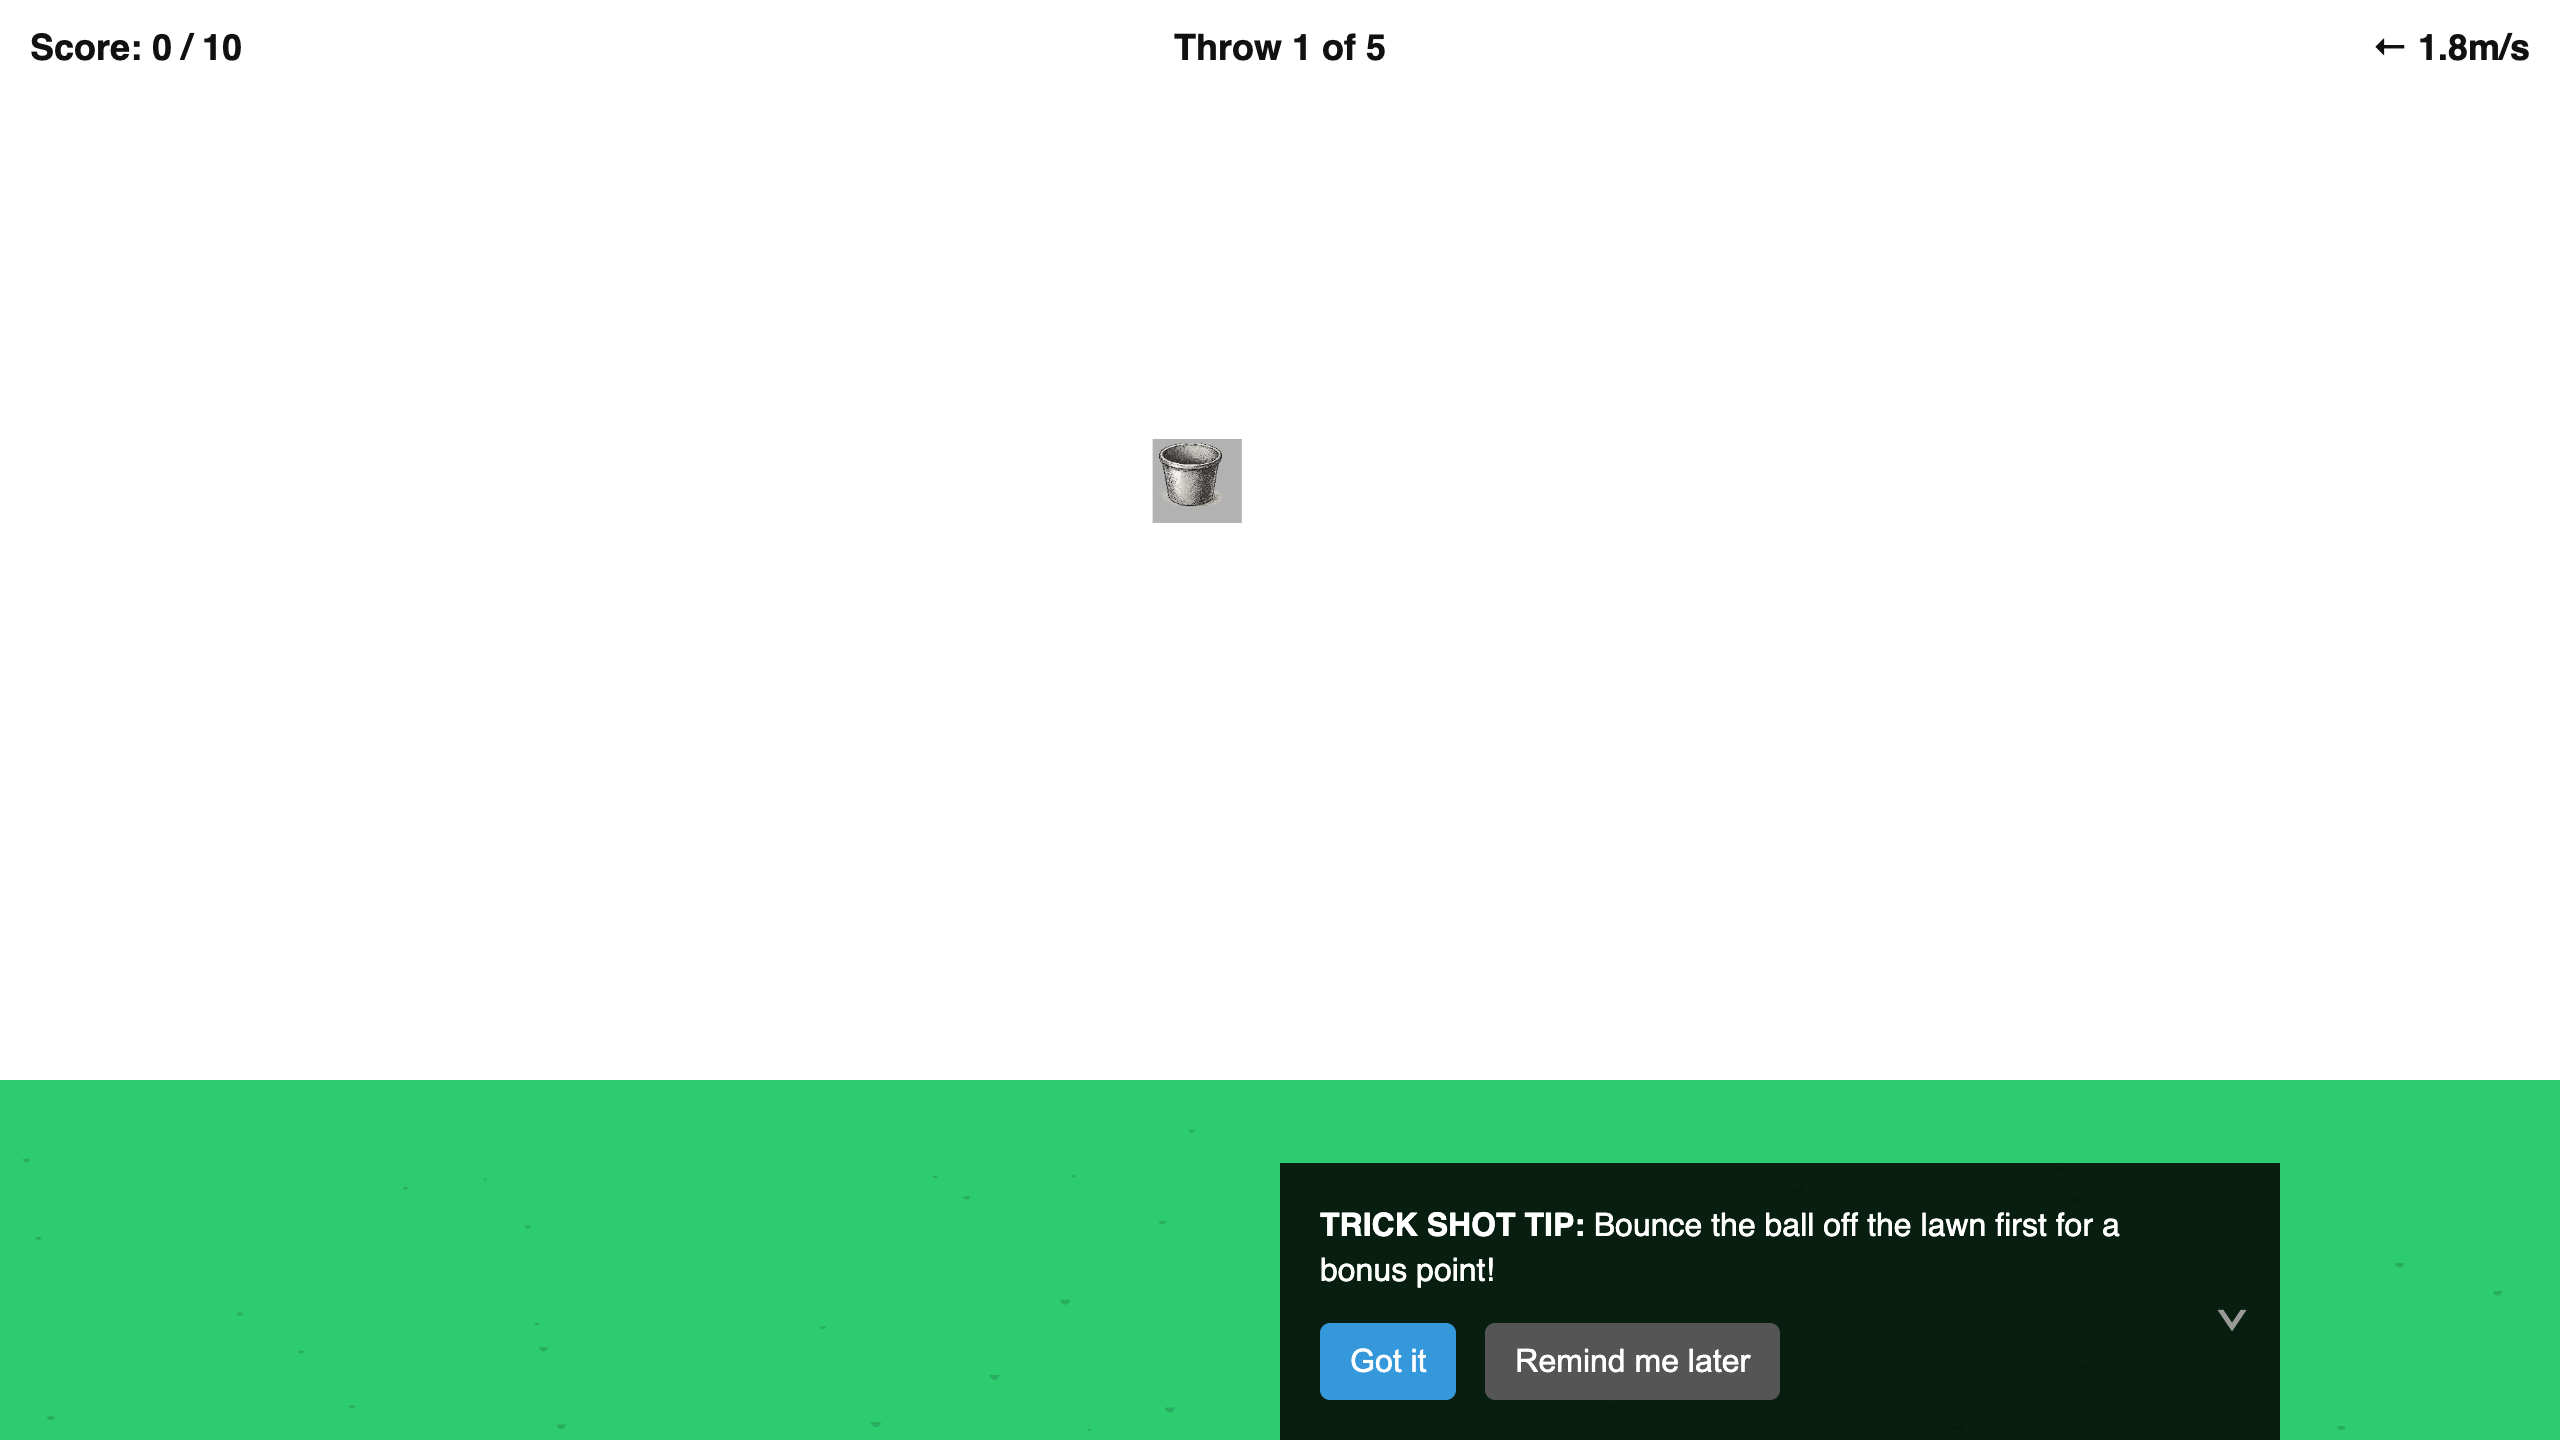 Score: 0 / 10
Throw 1 of 5
← 1.8m/s
TRICK SHOT TIP: Bounce the ball off the lawn first for a
bonus point!
Got it
Remind me later